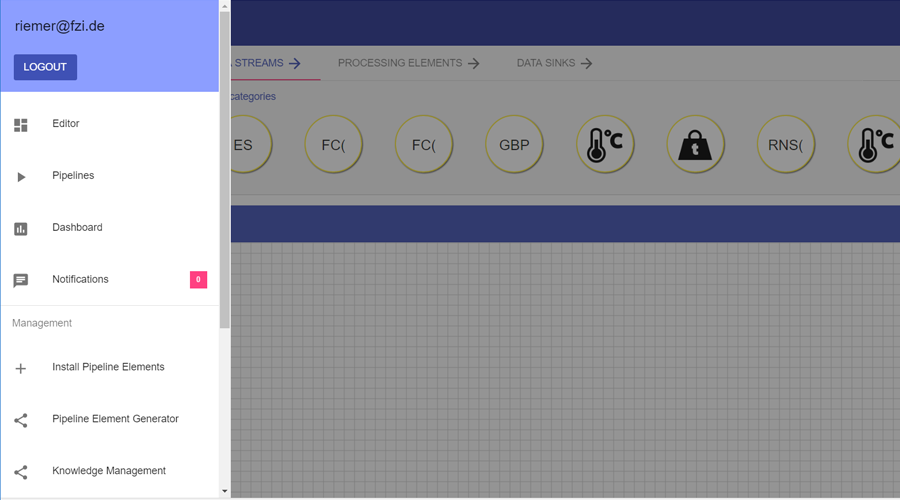 riemer@fzi.de
LOGOUT
STREAMS
PROCESSING ELEMENTS
DATA SINKS
categories
ES
FC(
FC(
GBP
°C
t
RNS(
°C
Editor
Pipelines
Dashboard
Notifications
0
Management
Install Pipeline Elements
Pipeline Element Generator
Knowledge Management